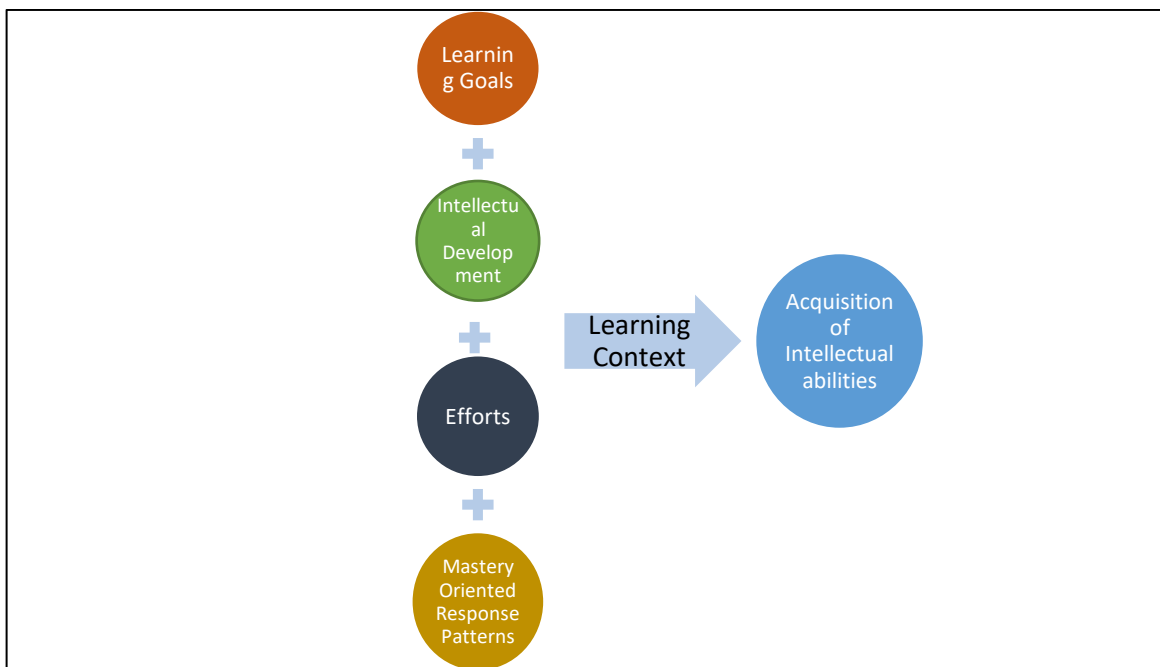 Learnin
g Goals
Intellectu
al
Develop
ment
Efforts
Mastery
Oriented
Response
Patterns
Learning
Context
Acquisition
of
Intellectual
abilities